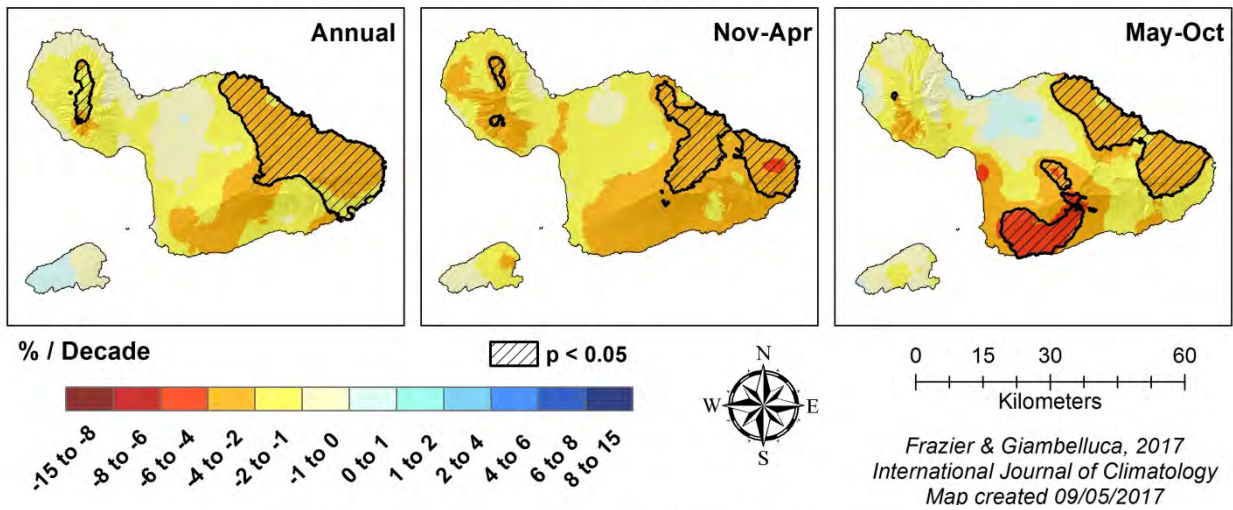 Annual
Nov-Apr
May-Oct
% / Decade
p < 0.05
-15 to -8
-8 to -6
-6 to -4
-4 to -2
-2 to -1
-1 to 0
0 to 1
1 to 2
2 to 4
4 to 6
6 to 8
8 to 15
N
W E
S
0 15 30 60
Kilometers
Frazier & Giambelluca, 2017
International Journal of Climatology
Map created 09/05/2017